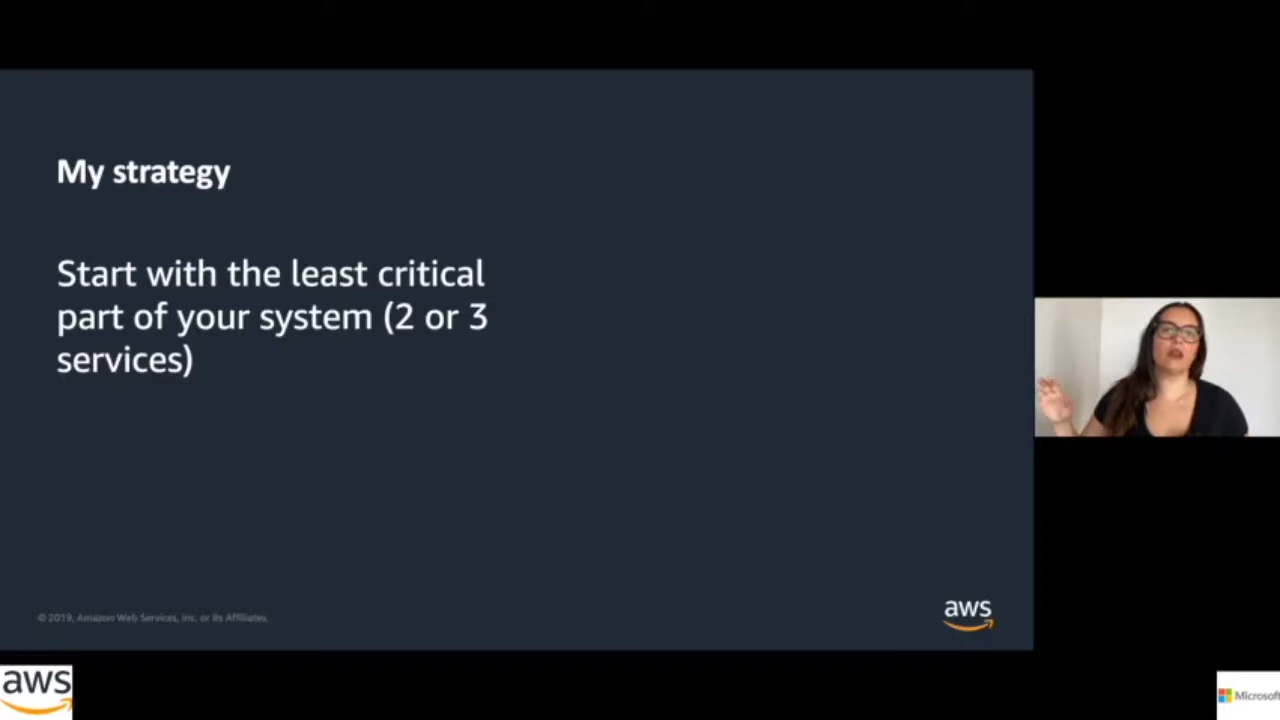 My strategy
Start with the least critical
part of your system (2 or 3
services)
© 2019, Amazon Web Services, Inc. or its Affiliates.
aws
aws
Microsoft